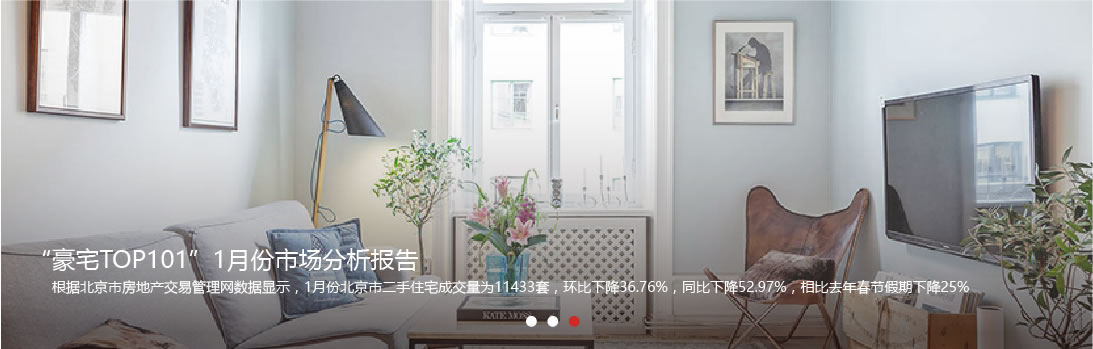 “豪宅TOP101”1月份市场分析报告
根据北京市房地产交易管理网数据显示，1月份北京市二手住宅成交量为11433套，环比下降36.76%，同比下降52.97%，相比去年春节假期下降25%
KATE MOSS